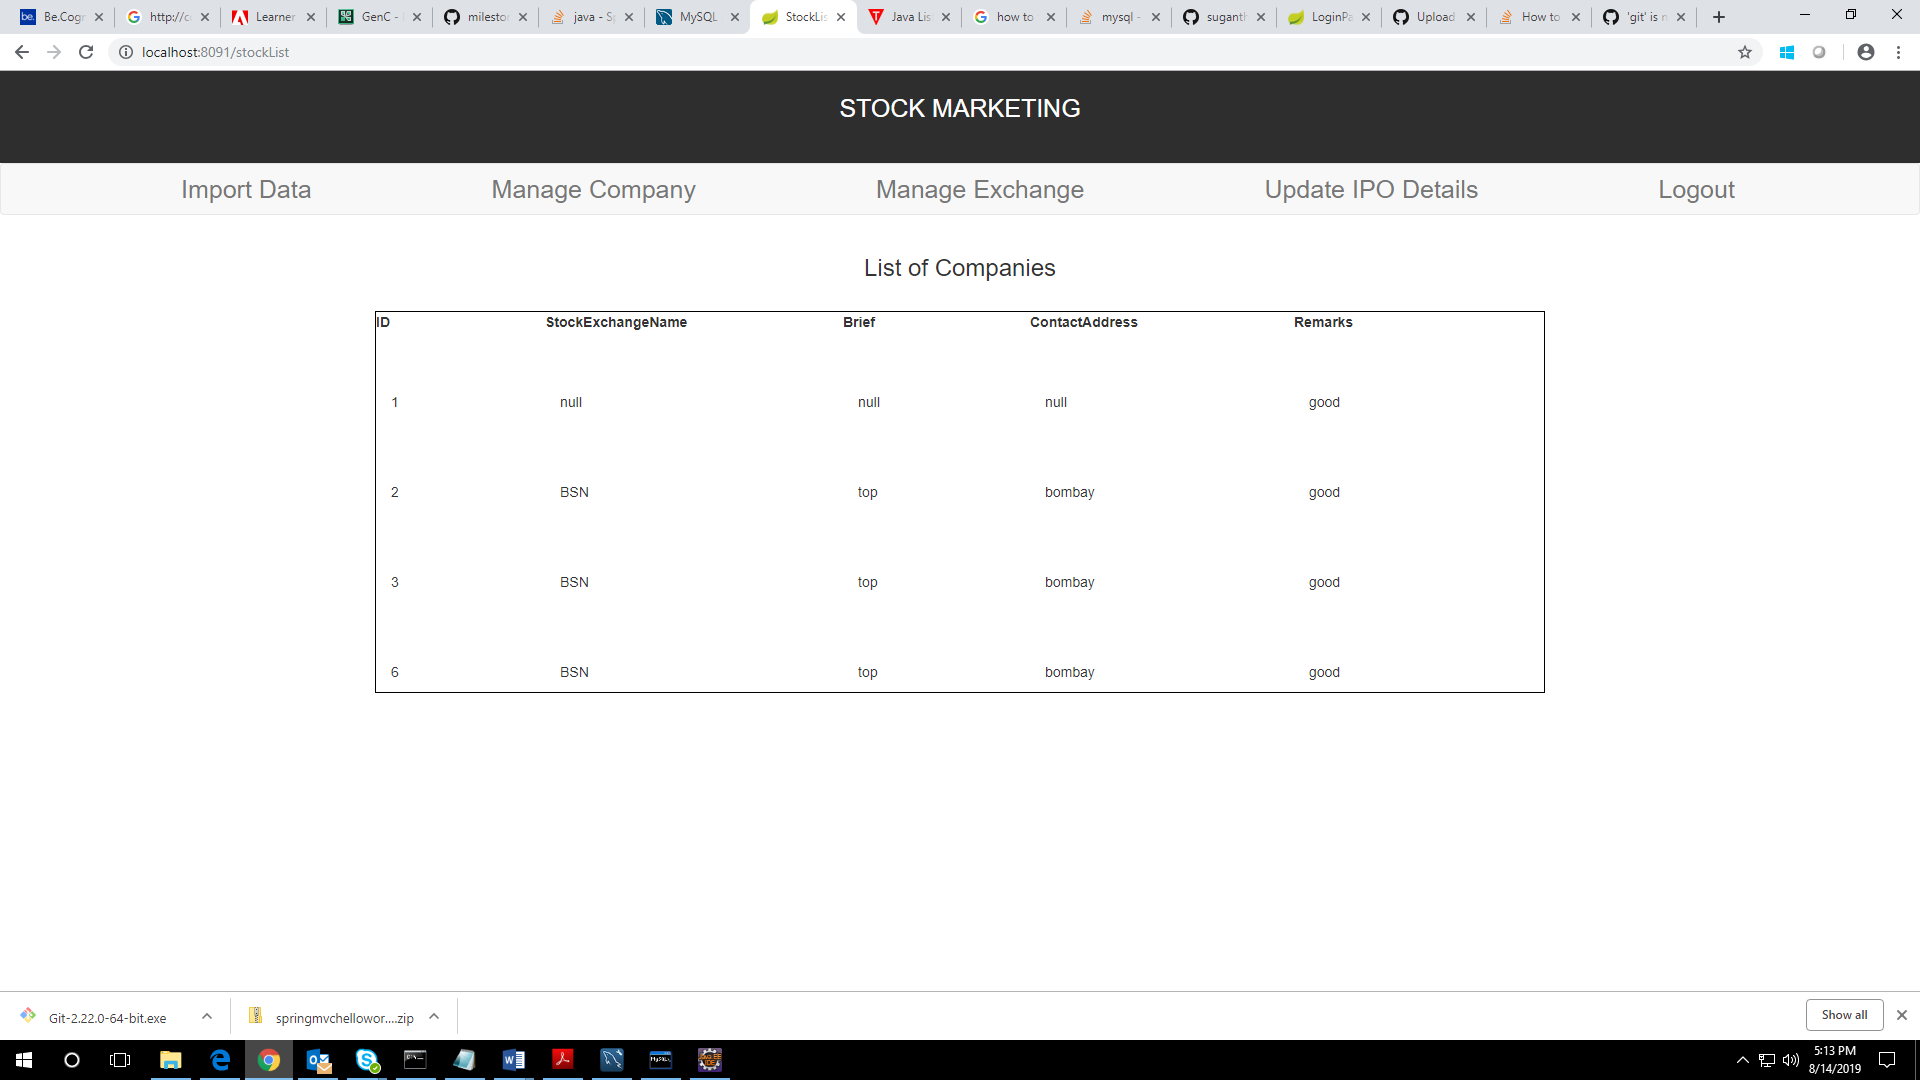 Be.Cog
http://c
Learner
GenC -
milesto
java - S
MySQL
StockLis
Java Lis
how to
mysql -
sugant
LoginPa
Upload
How to
'git' is n
localhost:8091/stockList
STOCK MARKETING
Import Data Manage Company Manage Exchange Update IPO Details Logout
List of Companies
ID StockExchangeName Brief ContactAddress Remarks
1 null null null good
2 BSN top bombay good
3 BSN top bombay good
6 BSN top bombay good
Git-2.22.0-64-bit.exe
springmvchellowor....zip
Show all
5:13 PM
8/14/2019